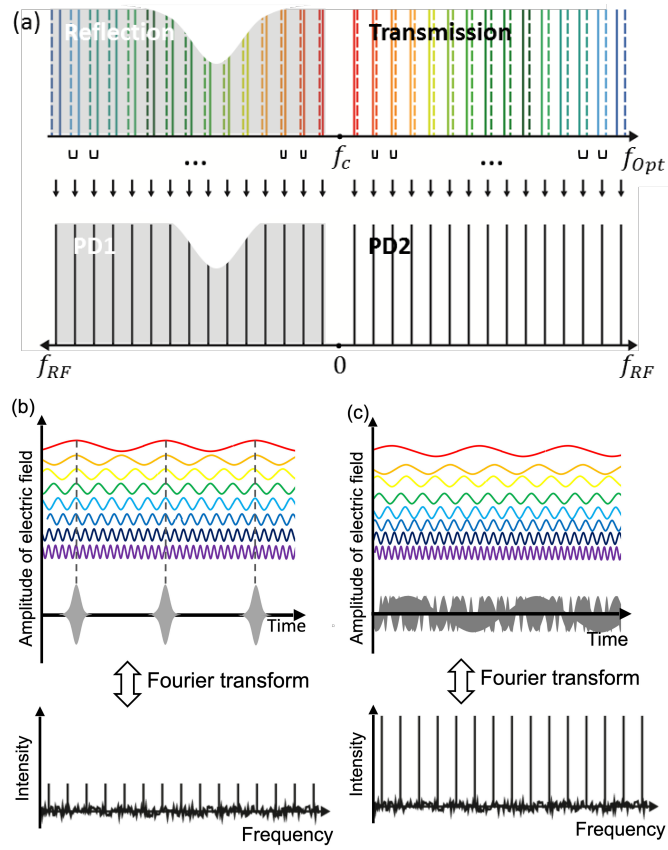 (a)
Reflection
Transmission
...
f_c
...
f_Opt
PD1
PD2
f_RF
0
f_RF
(b)
(c)
Amplitude of electric field
Time
Amplitude of electric field
Time
Fourier transform
Fourier transform
Intensity
Frequency
Intensity
Frequency